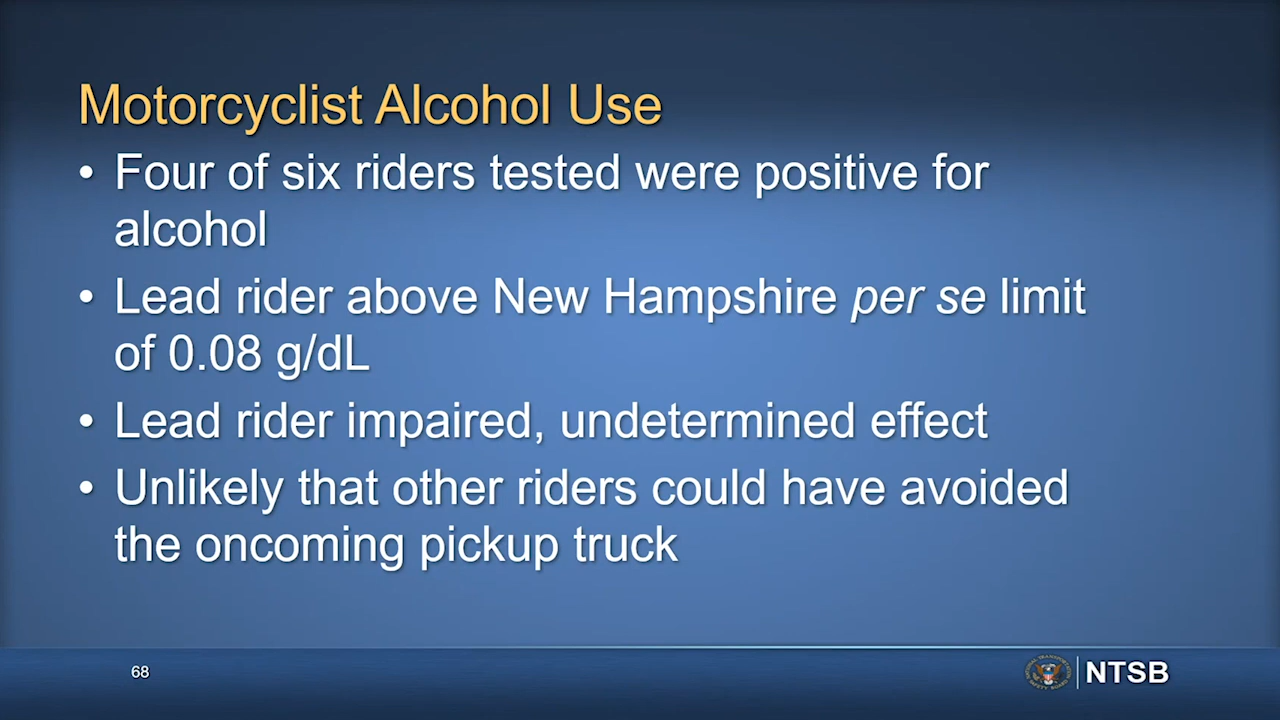 Motorcyclist Alcohol Use
• Four of six riders tested were positive for
alcohol
• Lead rider above New Hampshire per se limit
of 0.08 g/dL
• Lead rider impaired, undetermined effect
• Unlikely that other riders could have avoided
the oncoming pickup truck
68
NTSB